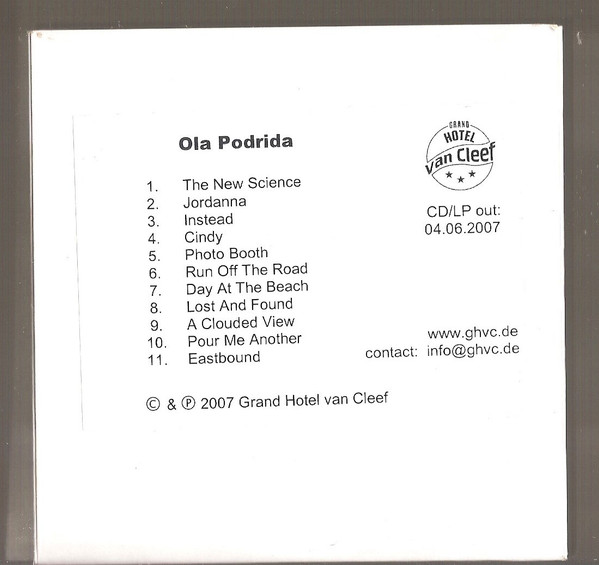 Ola Podrida
GRAND
HOTEL
van Cleef
1. The New Science
2. Jordanna
3. Instead
4. Cindy
5. Photo Booth
6. Run Off The Road
7. Day At The Beach
8. Lost And Found
9. A Clouded View
10. Pour Me Another
11. Eastbound
CD/LP out:
04.06.2007
www.ghvc.de
contact: info@ghvc.de
© & ℗ 2007 Grand Hotel van Cleef